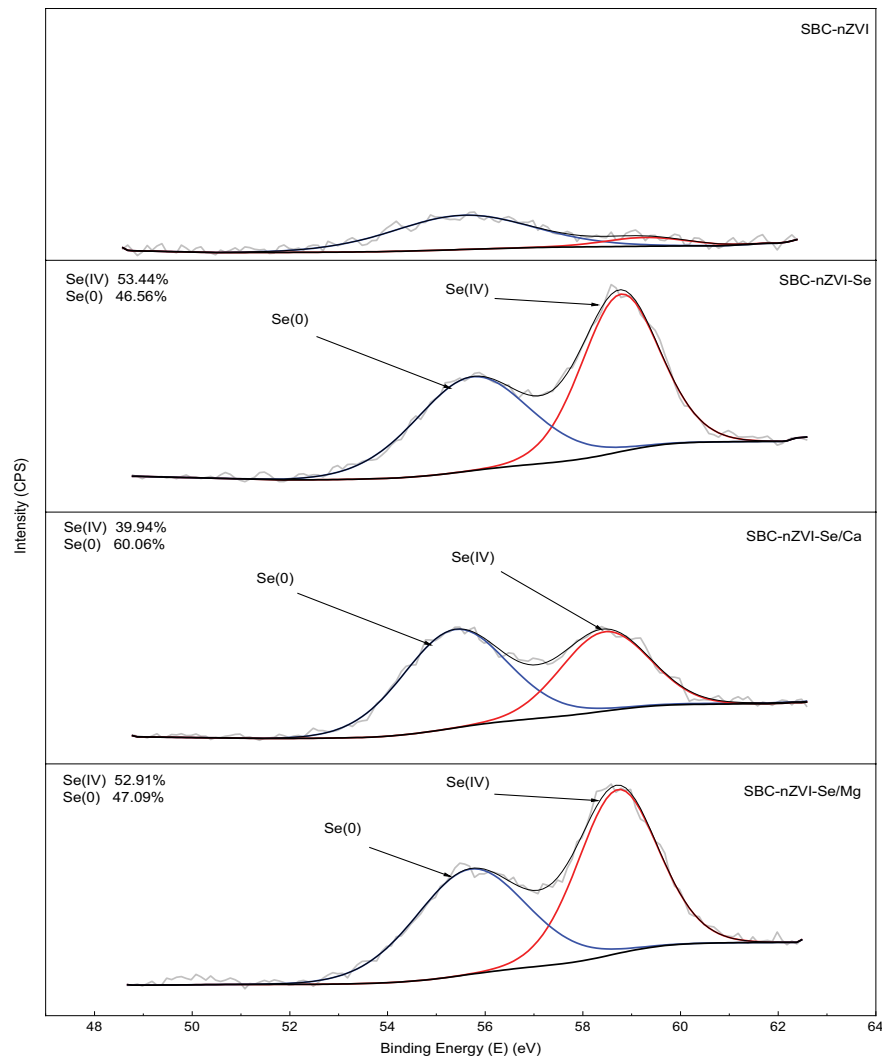 SBC-nZVI
Se(IV) 53.44%
Se(0) 46.56%
SBC-nZVI-Se
Se(IV)
Se(0)
Se(IV) 39.94%
Se(0) 60.06%
SBC-nZVI-Se/Ca
Se(IV)
Se(0)
Se(IV) 52.91%
Se(0) 47.09%
SBC-nZVI-Se/Mg
Se(IV)
Se(0)
Intensity (CPS)
48 50 52 54 56 58 60 62 64
Binding Energy (E) (eV)